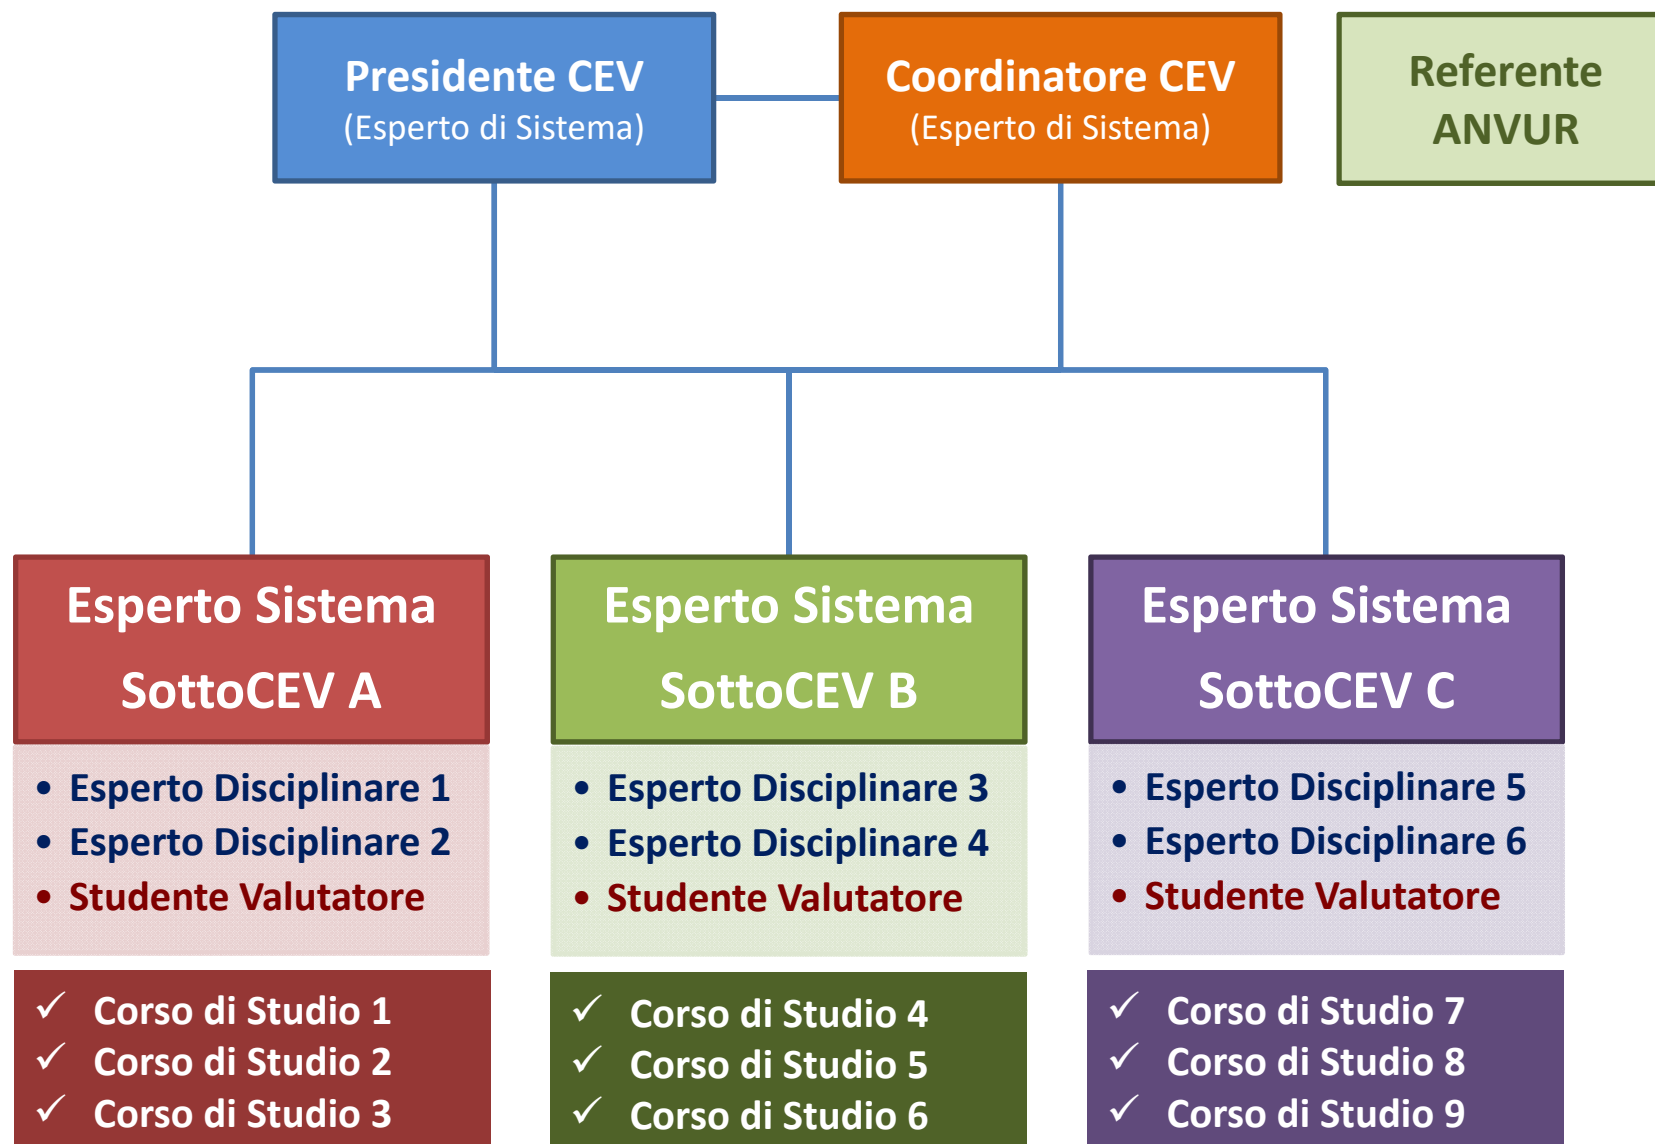 Presidente CEV
(Esperto di Sistema)
Coordinatore CEV
(Esperto di Sistema)
Referente
ANVUR
Esperto Sistema
SottoCEV A
• Esperto Disciplinare 1
• Esperto Disciplinare 2
• Studente Valutatore
✓ Corso di Studio 1
✓ Corso di Studio 2
✓ Corso di Studio 3
Esperto Sistema
SottoCEV B
• Esperto Disciplinare 3
• Esperto Disciplinare 4
• Studente Valutatore
✓ Corso di Studio 4
✓ Corso di Studio 5
✓ Corso di Studio 6
Esperto Sistema
SottoCEV C
• Esperto Disciplinare 5
• Esperto Disciplinare 6
• Studente Valutatore
✓ Corso di Studio 7
✓ Corso di Studio 8
✓ Corso di Studio 9